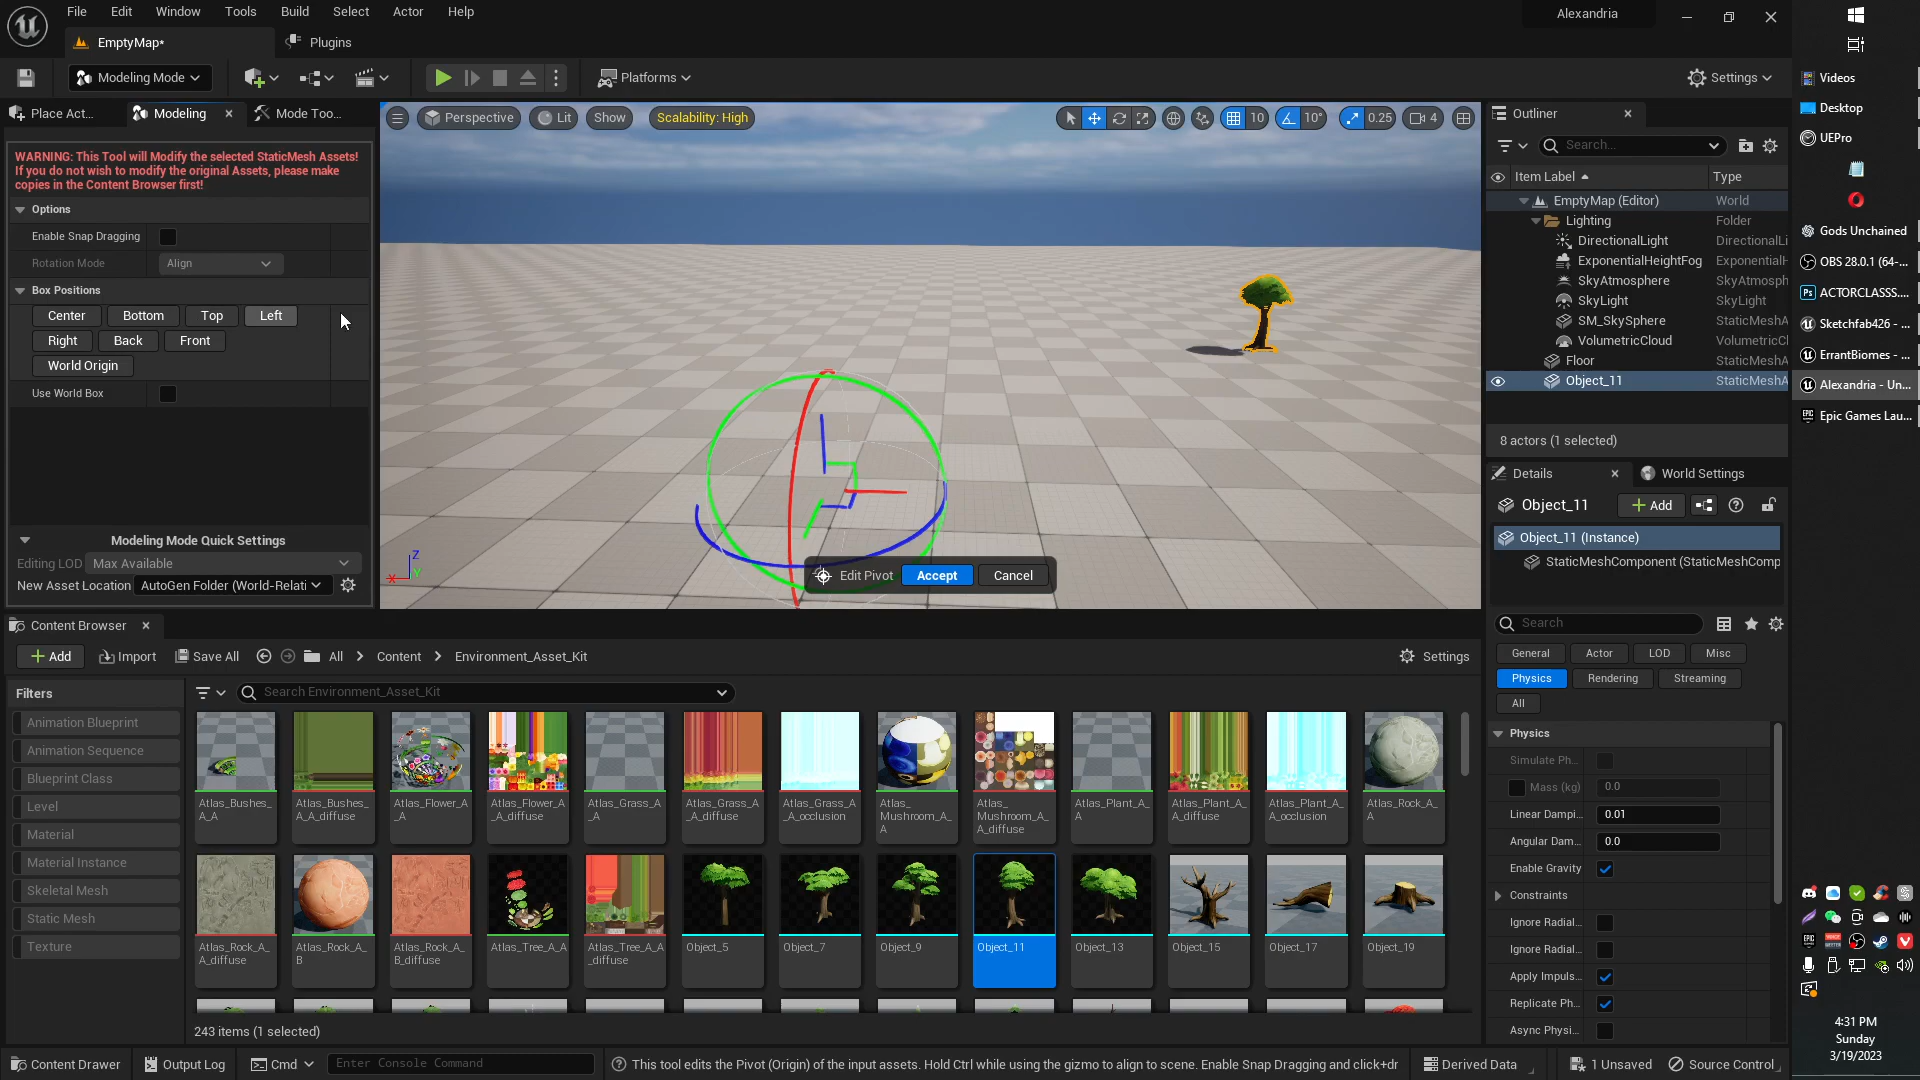 File Edit Window Tools Build Select Actor Help
Alexandria
EmptyMap*
Plugins
Modeling Mode
Platforms
Settings
Place Act...
Modeling
Mode Too...
WARNING: This Tool will Modify the selected StaticMesh Assets!
If you do not wish to modify the original Assets, please make
copies in the Content Browser first!
Options
Enable Snap Dragging
Rotation Mode
Align
Box Positions
Center Bottom Top Left
Right Back Front
World Origin
Use World Box
Modeling Mode Quick Settings
Editing LOD Max Available
New Asset Location AutoGen Folder (World-Relati
Perspective
Lit
Show
Scalability: High
10
10°
0.25
4
Z
X
Y
Edit Pivot
Accept
Cancel
Outliner
Search...
Item Label
Type
EmptyMap (Editor) World
Lighting Folder
DirectionalLight DirectionalLi
ExponentialHeightFog ExponentialH
SkyAtmosphere SkyAtmosph
SkyLight SkyLight
SM_SkySphere StaticMeshA
VolumetricCloud VolumetricCl
Floor StaticMeshA
Object_11 StaticMeshA
8 actors (1 selected)
Details
World Settings
Object_11
Add
Object_11 (Instance)
StaticMeshComponent (StaticMeshComp
Search
General Actor LOD Misc
Physics Rendering Streaming
All
Physics
Simulate Ph...
Mass (kg) 0.0
Linear Dampi... 0.01
Angular Dam... 0.0
Enable Gravity
Constraints
Ignore Radial...
Ignore Radial...
Apply Impuls...
Replicate Ph...
Async Physi...
Content Browser
Add
Import
Save All
All
Content
Environment_Asset_Kit
Settings
Filters
Search Environment_Asset_Kit
Animation Blueprint
Animation Sequence
Blueprint Class
Level
Material
Material Instance
Skeletal Mesh
Static Mesh
Texture
Atlas_Bushes_
A_A
Atlas_Bushes_
A_A_diffuse
Atlas_Flower_A
_A
Atlas_Flower_A
_A_diffuse
Atlas_Grass_A
_A
Atlas_Grass_A
_A_diffuse
Atlas_Grass_A
_A_occlusion
Atlas_
Mushroom_A_
A
Atlas_
Mushroom_A_
A_diffuse
Atlas_Plant_A_
A
Atlas_Plant_A_
A_diffuse
Atlas_Plant_A_
A_occlusion
Atlas_Rock_A_
A
Atlas_Rock_A_
A_diffuse
Atlas_Rock_A_
B
Atlas_Rock_A_
B_diffuse
Atlas_Tree_A_A
Atlas_Tree_A_A
_diffuse
Object_5
Object_7
Object_9
Object_11
Object_13
Object_15
Object_17
Object_19
243 items (1 selected)
Content Drawer
Output Log
Cmd
Enter Console Command
This tool edits the Pivot (Origin) of the input assets. Hold Ctrl while using the gizmo to align to scene. Enable Snap Dragging and click+dr
Derived Data
1 Unsaved
Source Control
Videos
Desktop
UEPro
Gods Unchained
OBS 28.0.1 (64-...
ACTORCLASSS....
Sketchfab426 - ...
ErrantBiomes - ...
Alexandria - Un...
Epic Games Lau...
4:31 PM
Sunday
3/19/2023